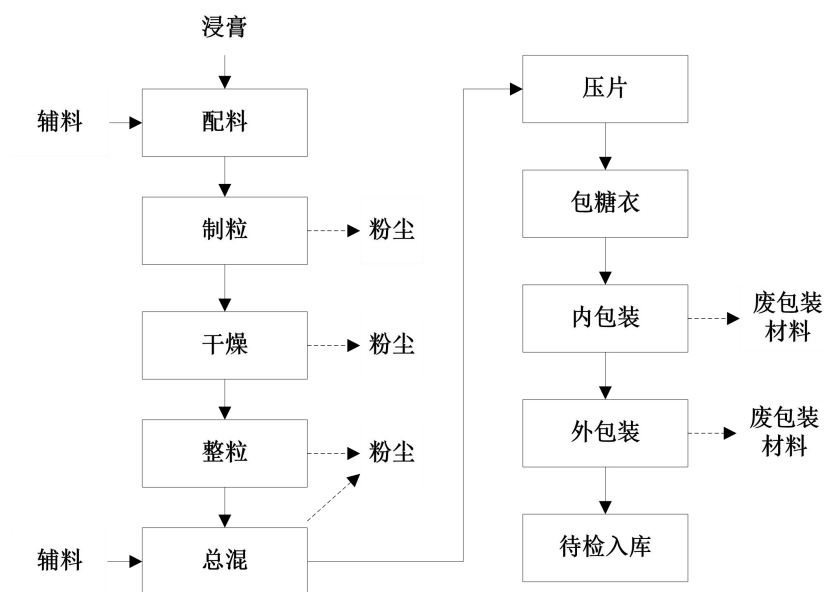 浸膏
辅料
配料
制粒
粉尘
干燥
粉尘
整粒
粉尘
辅料
总混
压片
包糖衣
内包装
废包装
材料
外包装
废包装
材料
待检入库